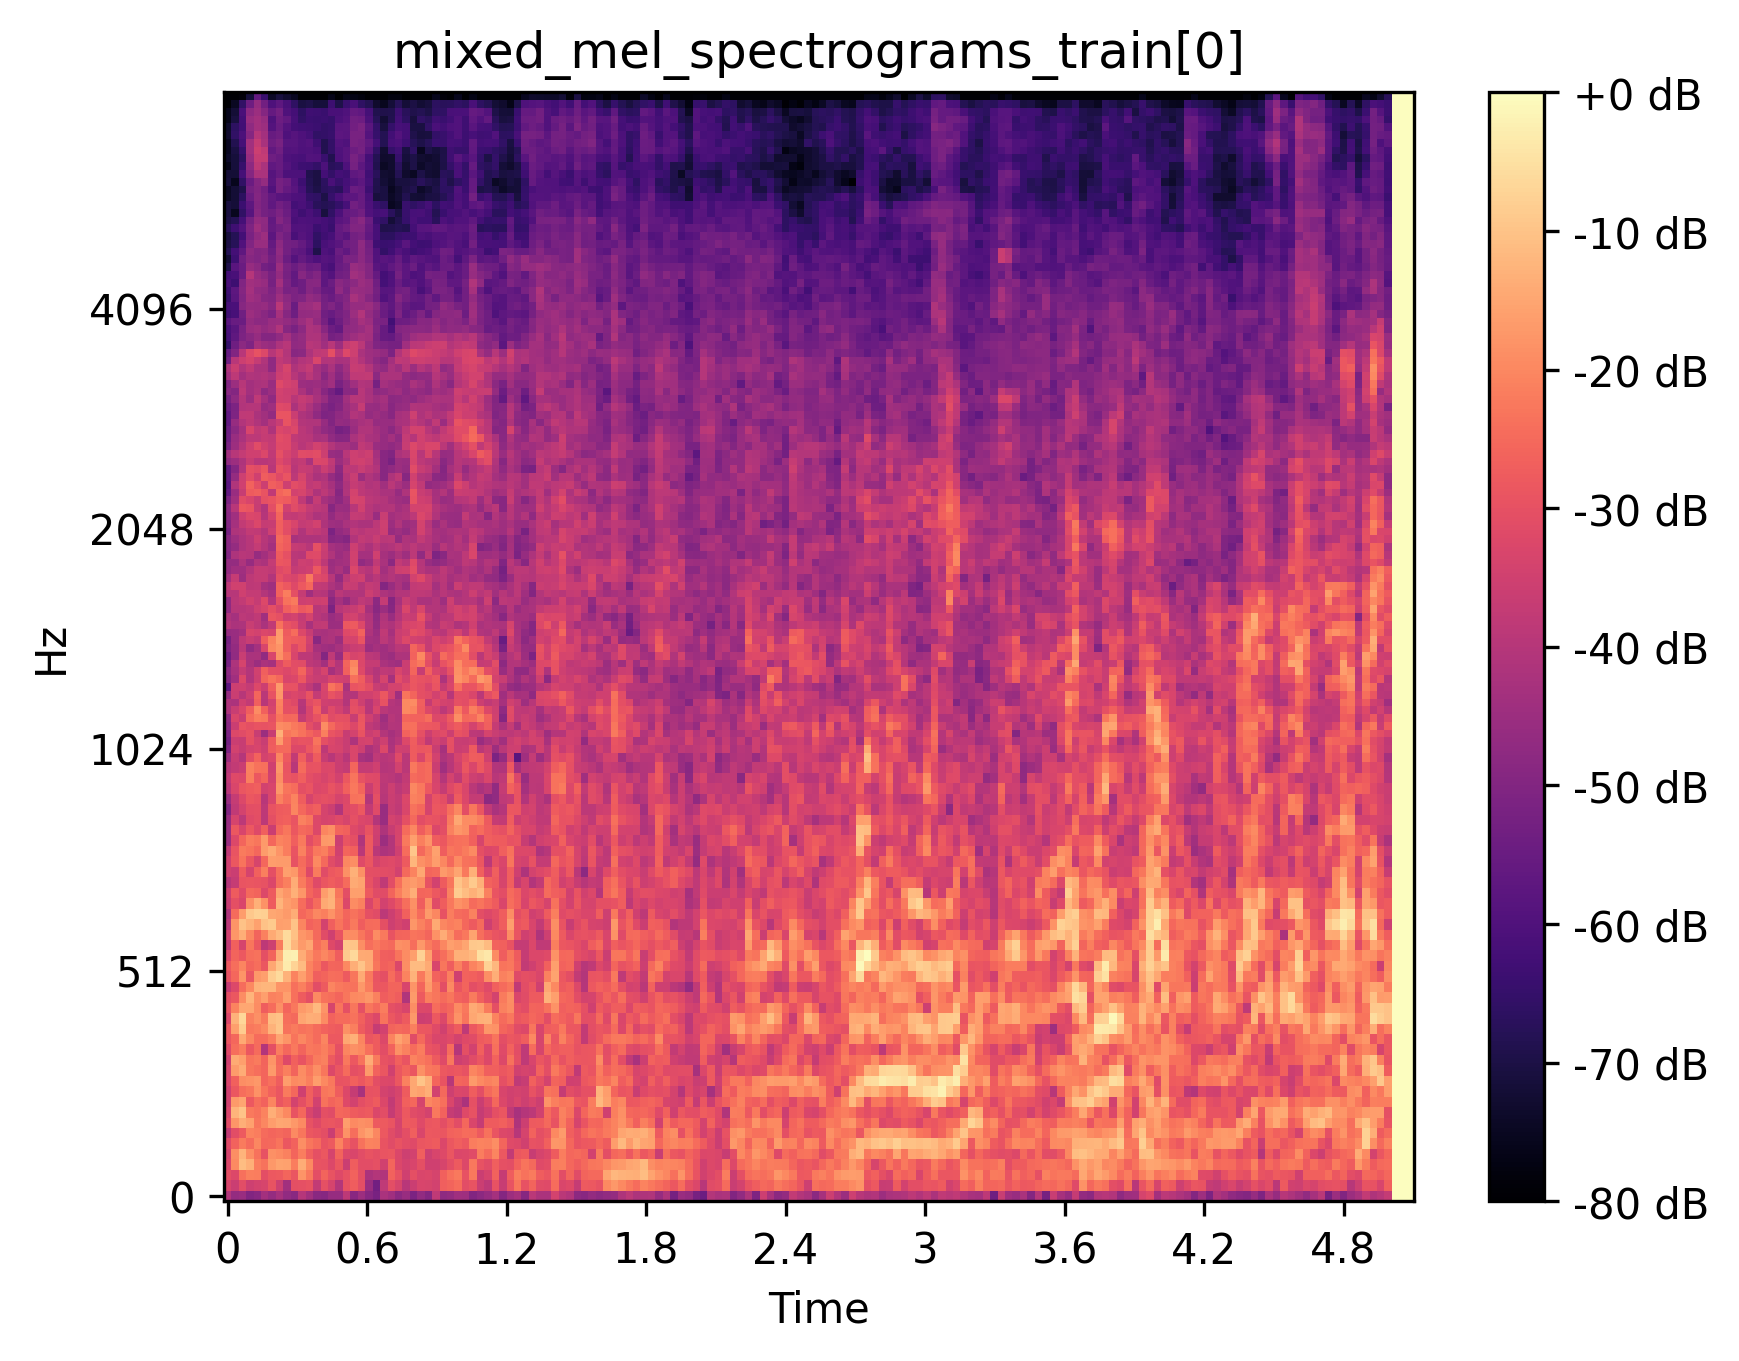 mixed_mel_spectrograms_train[0]
+0 dB
-10 dB
-20 dB
-30 dB
-40 dB
-50 dB
-60 dB
-70 dB
-80 dB
4096
2048
1024
512
0
Hz
0 0.6 1.2 1.8 2.4 3 3.6 4.2 4.8
Time